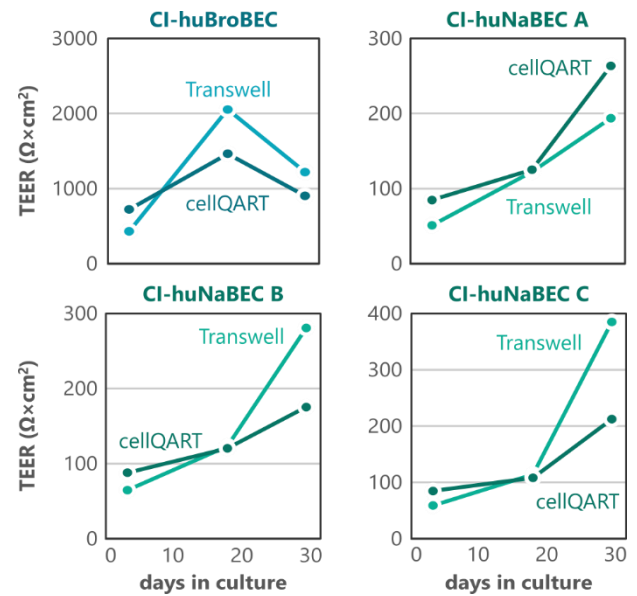 CI-huBroBEC
3000
2000
1000
0
TEER (Ω×cm²)
Transwell
cellQART
CI-huNaBEC A
300
200
100
0
cellQART
Transwell
CI-huNaBEC B
300
200
100
0
TEER (Ω×cm²)
Transwell
cellQART
0 10 20 30
days in culture
CI-huNaBEC C
400
300
200
100
0
Transwell
cellQART
0 10 20 30
days in culture